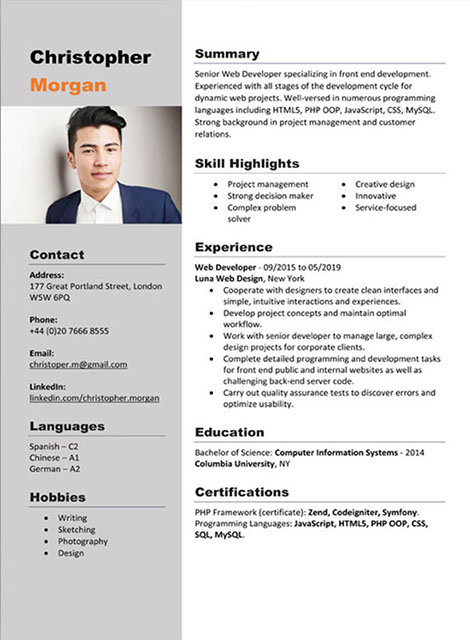 Christopher
Morgan
Contact
Address:
177 Great Portland Street, London
W5W 6PQ
Phone:
+44 (0)20 7666 8555
Email:
christoper.m@gmail.com
LinkedIn:
linkedin.com/christopher.morgan
Languages
Spanish – C2
Chinese – A1
German – A2
Hobbies
• Writing
• Sketching
• Photography
• Design
Summary
Senior Web Developer specializing in front end development.
Experienced with all stages of the development cycle for
dynamic web projects. Well-versed in numerous programming
languages including HTML5, PHP OOP, JavaScript, CSS, MySQL.
Strong background in project management and customer
relations.
Skill Highlights
• Project management
• Strong decision maker
• Complex problem
solver
• Creative design
• Innovative
• Service-focused
Experience
Web Developer - 09/2015 to 05/2019
Luna Web Design, New York
• Cooperate with designers to create clean interfaces and
simple, intuitive interactions and experiences.
• Develop project concepts and maintain optimal
workflow.
• Work with senior developer to manage large, complex
design projects for corporate clients.
• Complete detailed programming and development tasks
for front end public and internal websites as well as
challenging back-end server code.
• Carry out quality assurance tests to discover errors and
optimize usability.
Education
Bachelor of Science: Computer Information Systems - 2014
Columbia University, NY
Certifications
PHP Framework (certificate): Zend, Codeigniter, Symfony.
Programming Languages: JavaScript, HTML5, PHP OOP, CSS,
SQL, MySQL.